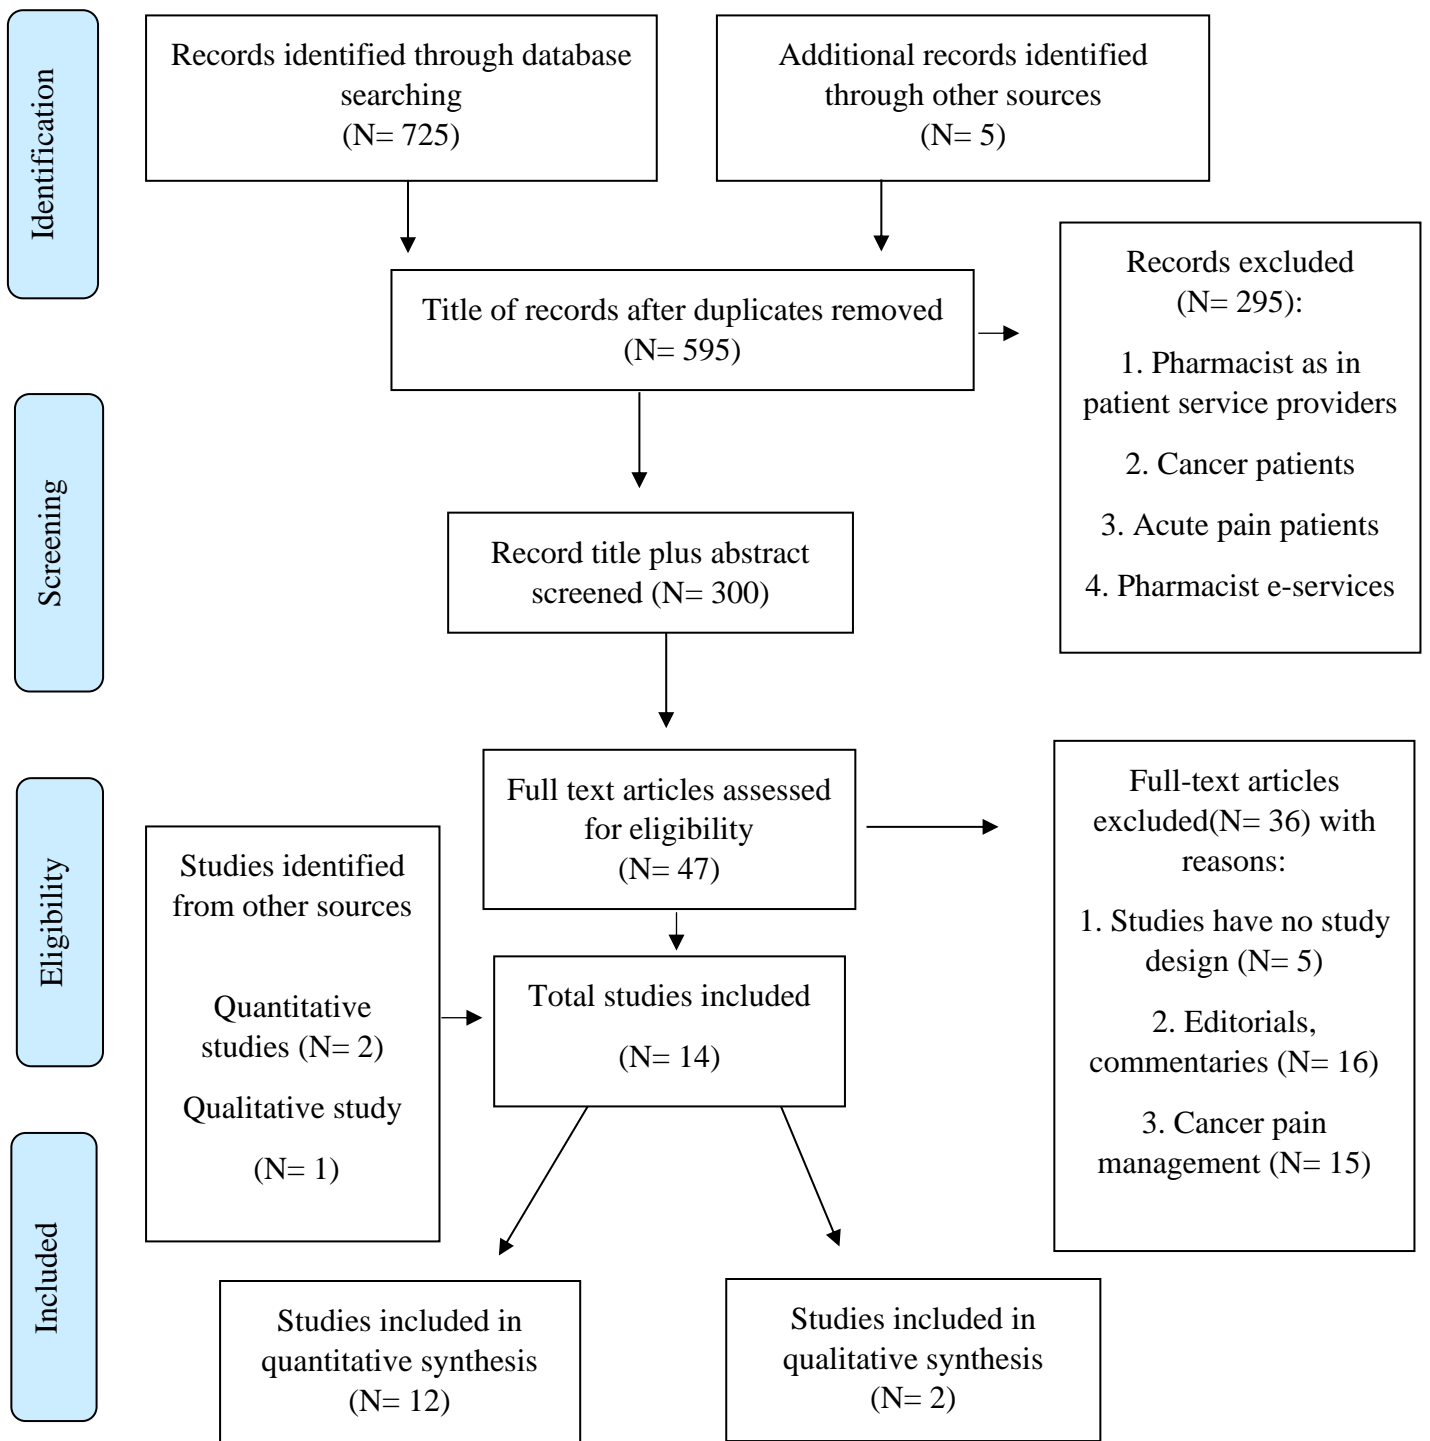 Identification
Records identified through database
searching
(N= 725)
Additional records identified
through other sources
(N= 5)
Title of records after duplicates removed
(N= 595)
Records excluded
(N= 295):
1. Pharmacist as in
patient service providers
2. Cancer patients
3. Acute pain patients
4. Pharmacist e-services
Screening
Record title plus abstract
screened (N= 300)
Eligibility
Full text articles assessed
for eligibility
(N= 47)
Full-text articles
excluded(N= 36) with
reasons:
1. Studies have no study
design (N= 5)
2. Editorials,
commentaries (N= 16)
3. Cancer pain
management (N= 15)
Studies identified
from other sources
Quantitative
studies (N= 2)
Qualitative study
(N= 1)
Total studies included
(N= 14)
Included
Studies included in
quantitative synthesis
(N= 12)
Studies included in
qualitative synthesis
(N= 2)